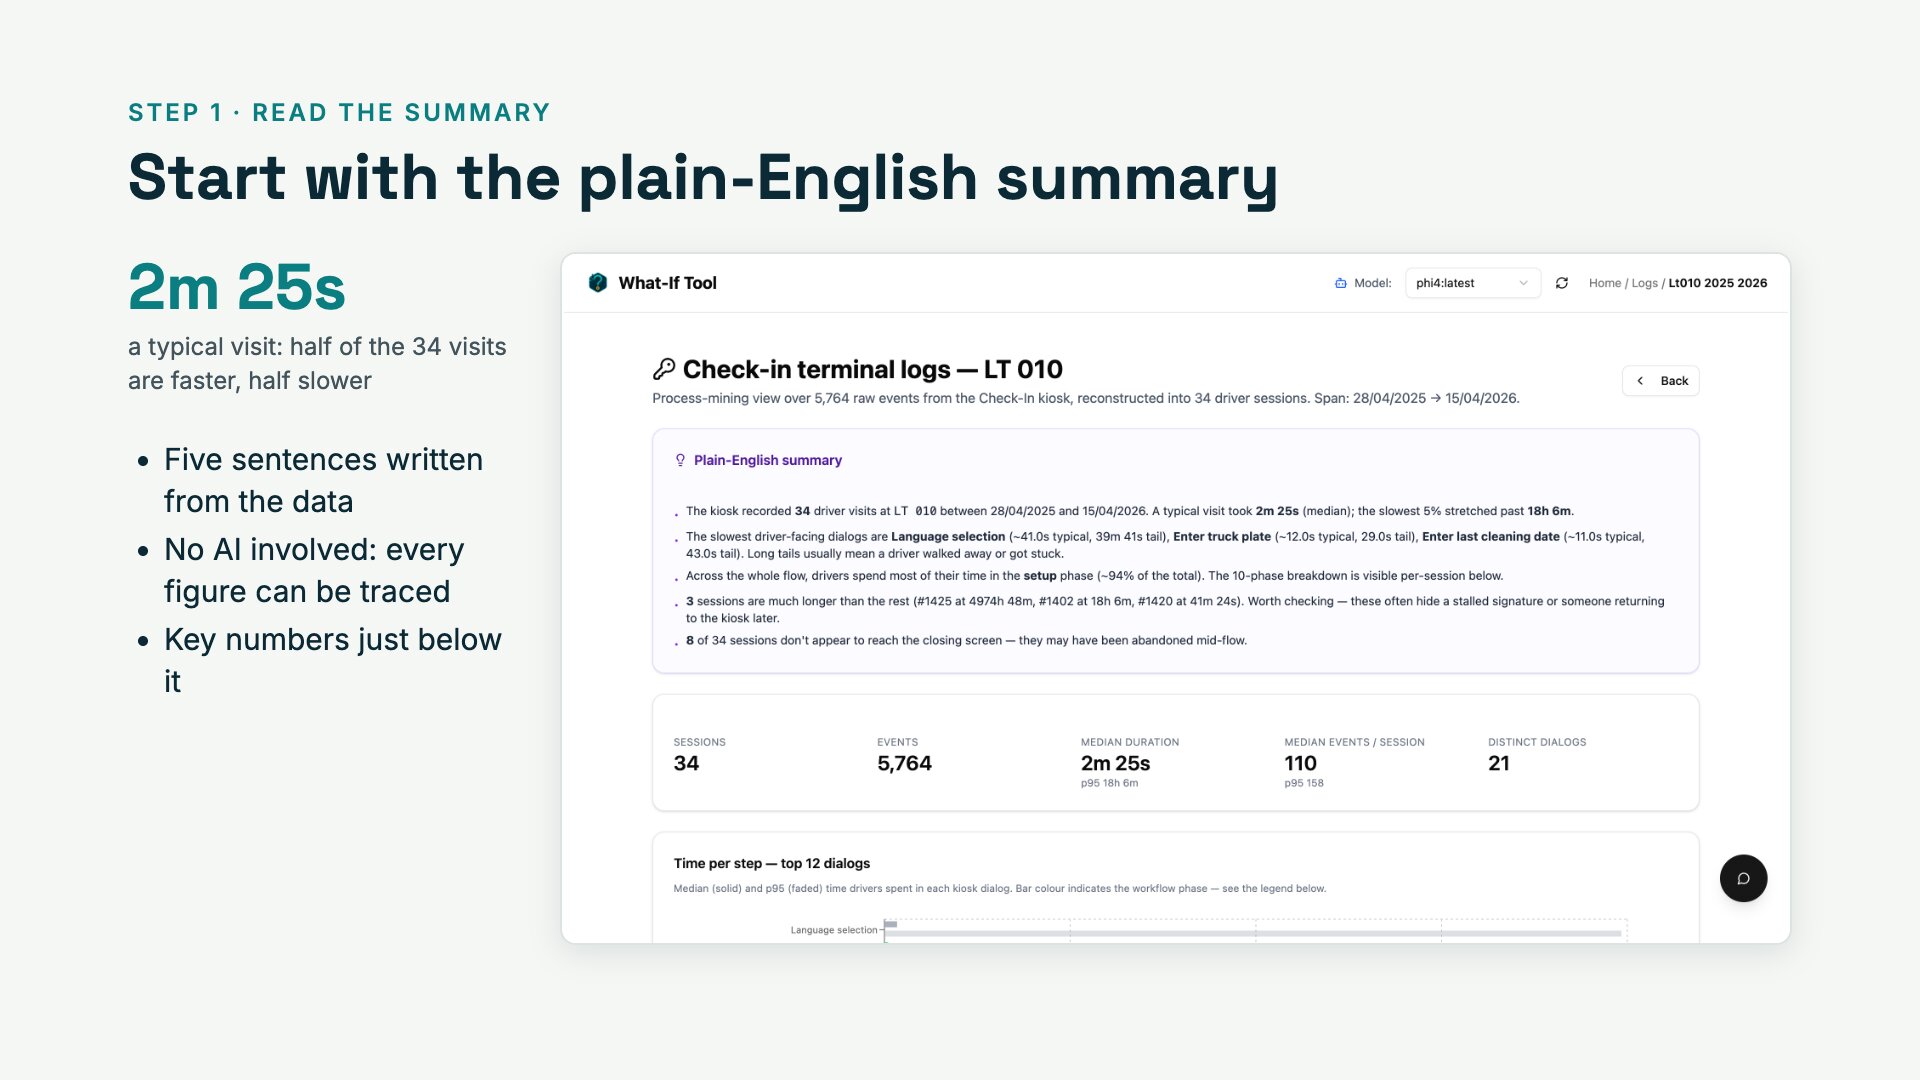 STEP 1 · READ THE SUMMARY
Start with the plain-English summary
2m 25s
a typical visit: half of the 34 visits
are faster, half slower
• Five sentences written
from the data
• No AI involved: every
figure can be traced
• Key numbers just below
it
What-If Tool
Model:
phi4:latest
Home / Logs / Lt010 2025 2026
Check-in terminal logs — LT 010
Back
Process-mining view over 5,764 raw events from the Check-In kiosk, reconstructed into 34 driver sessions. Span: 28/04/2025 → 15/04/2026.
Plain-English summary
• The kiosk recorded 34 driver visits at LT 010 between 28/04/2025 and 15/04/2026. A typical visit took 2m 25s (median); the slowest 5% stretched past 18h 6m.
• The slowest driver-facing dialogs are Language selection (~41.0s typical, 39m 41s tail), Enter truck plate (~12.0s typical, 29.0s tail), Enter last cleaning date (~11.0s typical,
43.0s tail). Long tails usually mean a driver walked away or got stuck.
• Across the whole flow, drivers spend most of their time in the setup phase (~94% of the total). The 10-phase breakdown is visible per-session below.
• 3 sessions are much longer than the rest (#1425 at 4974h 48m, #1402 at 18h 6m, #1420 at 41m 24s). Worth checking — these often hide a stalled signature or someone returning
to the kiosk later.
• 8 of 34 sessions don't appear to reach the closing screen — they may have been abandoned mid-flow.
SESSIONS
34
EVENTS
5,764
MEDIAN DURATION
2m 25s
p95 18h 6m
MEDIAN EVENTS / SESSION
110
p95 158
DISTINCT DIALOGS
21
Time per step — top 12 dialogs
Median (solid) and p95 (faded) time drivers spent in each kiosk dialog. Bar colour indicates the workflow phase — see the legend below.
Language selection